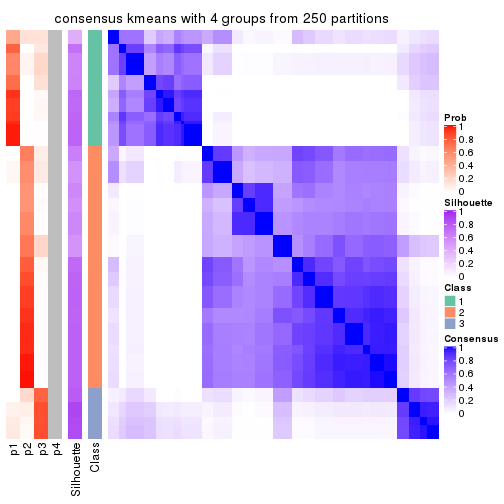 consensus kmeans with 4 groups from 250 partitions
Prob
1
0.8
0.6
0.4
0.2
0
Silhouette
1
0.8
0.6
0.4
0.2
0
Class
1
2
3
Consensus
1
0.8
0.6
0.4
0.2
0
p1
p2
p3
p4
Silhouette
Class